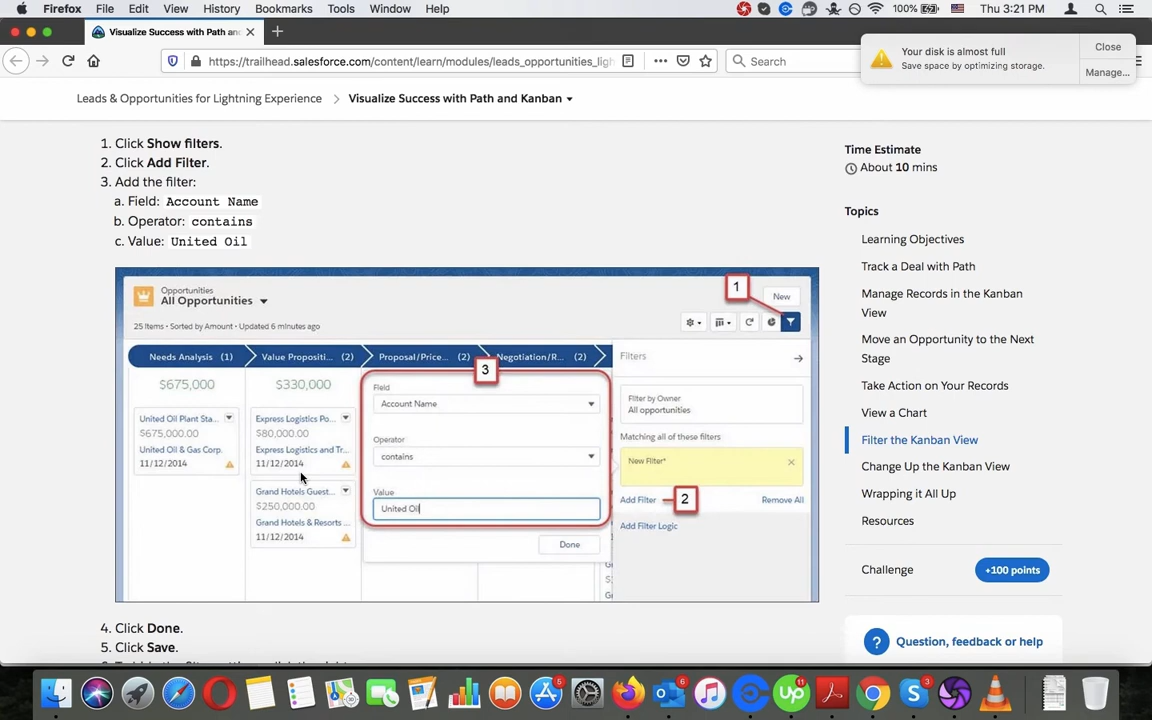 Firefox File Edit View History Bookmarks Tools Window Help 100% Thu 3:21 PM
Visualize Success with Path and
https://trailhead.salesforce.com/content/learn/modules/leads_opportunities_ligh
Search
Your disk is almost full
Save space by optimizing storage.
Close
Manage...
Leads & Opportunities for Lightning Experience Visualize Success with Path and Kanban
1. Click Show filters.
2. Click Add Filter.
3. Add the filter:
a. Field: Account Name
b. Operator: contains
c. Value: United Oil
Opportunities
All Opportunities
25 Items • Sorted by Amount • Updated 6 minutes ago
1
New
Needs Analysis (1) Value Propositi... (2) Proposal/Price... (2) Negotiation/R... (2)
$675,000 $330,000
United Oil Plant Sta...
$675,000.00
United Oil & Gas Corp.
11/12/2014
Express Logistics Po...
$80,000.00
Express Logistics and Tr...
11/12/2014
Grand Hotels Guest...
$250,000.00
Grand Hotels & Resorts ...
11/12/2014
3
Field
Account Name
Operator
contains
Value
United Oil
Done
Filters
Filter by Owner
All opportunities
Matching all of these filters
New Filter*
Add Filter
2
Remove All
Add Filter Logic
4. Click Done.
5. Click Save.
Time Estimate
About 10 mins
Topics
Learning Objectives
Track a Deal with Path
Manage Records in the Kanban
View
Move an Opportunity to the Next
Stage
Take Action on Your Records
View a Chart
Filter the Kanban View
Change Up the Kanban View
Wrapping it All Up
Resources
Challenge +100 points
? Question, feedback or help
5 6 6 11 3
up